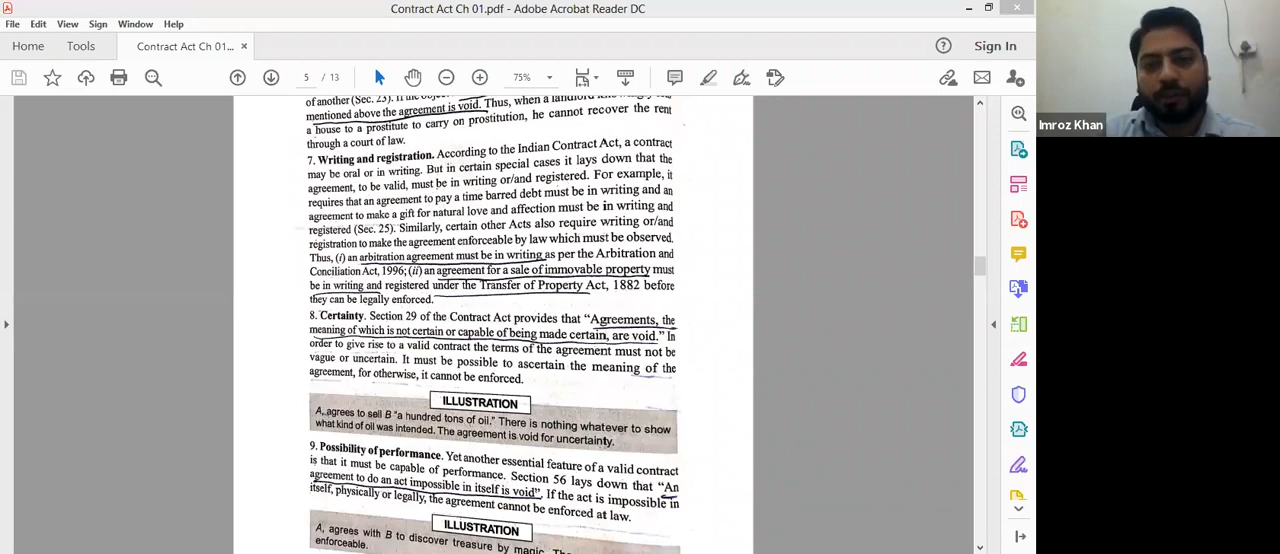 Contract Act Ch 01.pdf - Adobe Acrobat Reader DC
File Edit View Sign Window Help
Home Tools Contract Act Ch 01... × Sign In
5 / 13 75%
of another (Sec. 23). If the
mentioned above the agreement is void. Thus, when a landlord
a house to a prostitute to carry on prostitution, he cannot recover the rent
through a court of law.
7. Writing and registration. According to the Indian Contract Act, a contract
may be oral or in writing. But in certain special cases it lays down that the
agreement, to be valid, must be in writing or/and registered. For example, it
requires that an agreement to pay a time barred debt must be in writing and an
agreement to make a gift for natural love and affection must be in writing and
registered (Sec. 25). Similarly, certain other Acts also require writing or/and
registration to make the agreement enforceable by law which must be observed.
Thus, (i) an arbitration agreement must be in writing as per the Arbitration and
Conciliation Act, 1996; (ii) an agreement for a sale of immovable property must
be in writing and registered under the Transfer of Property Act, 1882 before
they can be legally enforced.
8. Certainty. Section 29 of the Contract Act provides that “Agreements, the
meaning of which is not certain or capable of being made certain, are void.” In
order to give rise to a valid contract the terms of the agreement must not be
vague or uncertain. It must be possible to ascertain the meaning of the
agreement, for otherwise, it cannot be enforced.
ILLUSTRATION
A, agrees to sell B “a hundred tons of oil.” There is nothing whatever to show
what kind of oil was intended. The agreement is void for uncertainty.
9. Possibility of performance. Yet another essential feature of a valid contract
is that it must be capable of performance. Section 56 lays down that “An
agreement to do an act impossible in itself is void”. If the act is impossible in
itself, physically or legally, the agreement cannot be enforced at law.
ILLUSTRATION
A, agrees with B to discover treasure by magic.
enforceable.
Imroz Khan